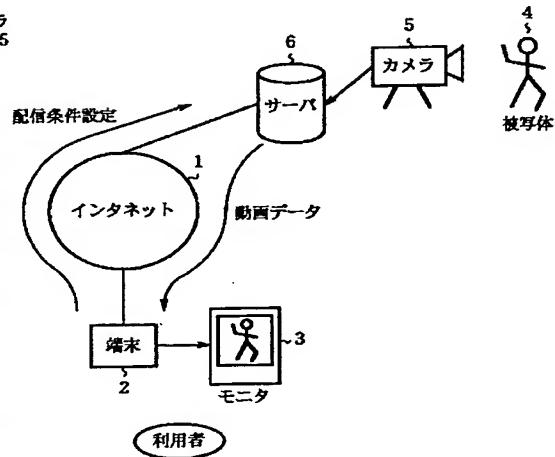 ラ
5
4
5
6
カメラ
サーバ
被写体
配信条件設定
1
インタネット
動画データ
端末
3
2
モニタ
利用者